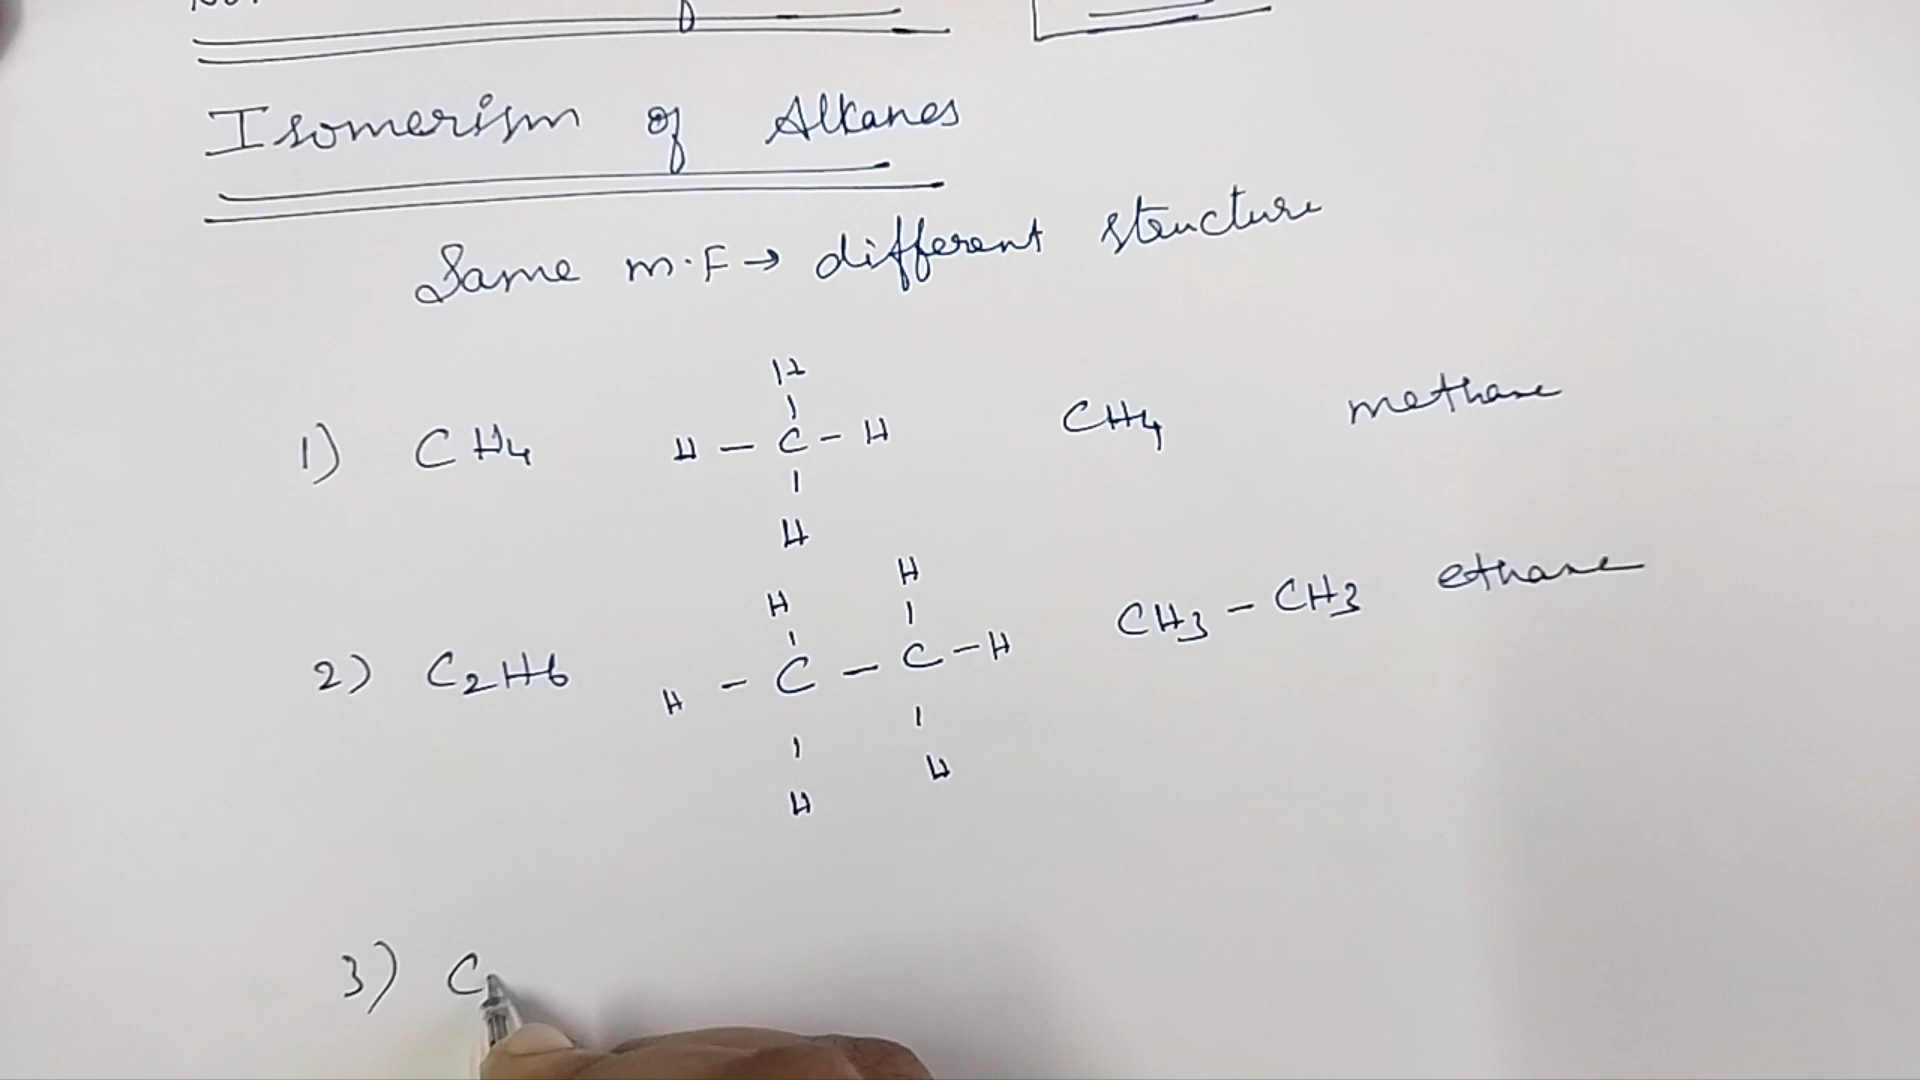 Isomerism of Alkanes
Same m.F → different structure
H
1) CH4 H - C - H CH4 methane
H
H H
2) C2H6 H - C - C - H CH3 - CH3 ethane
H H
3) C